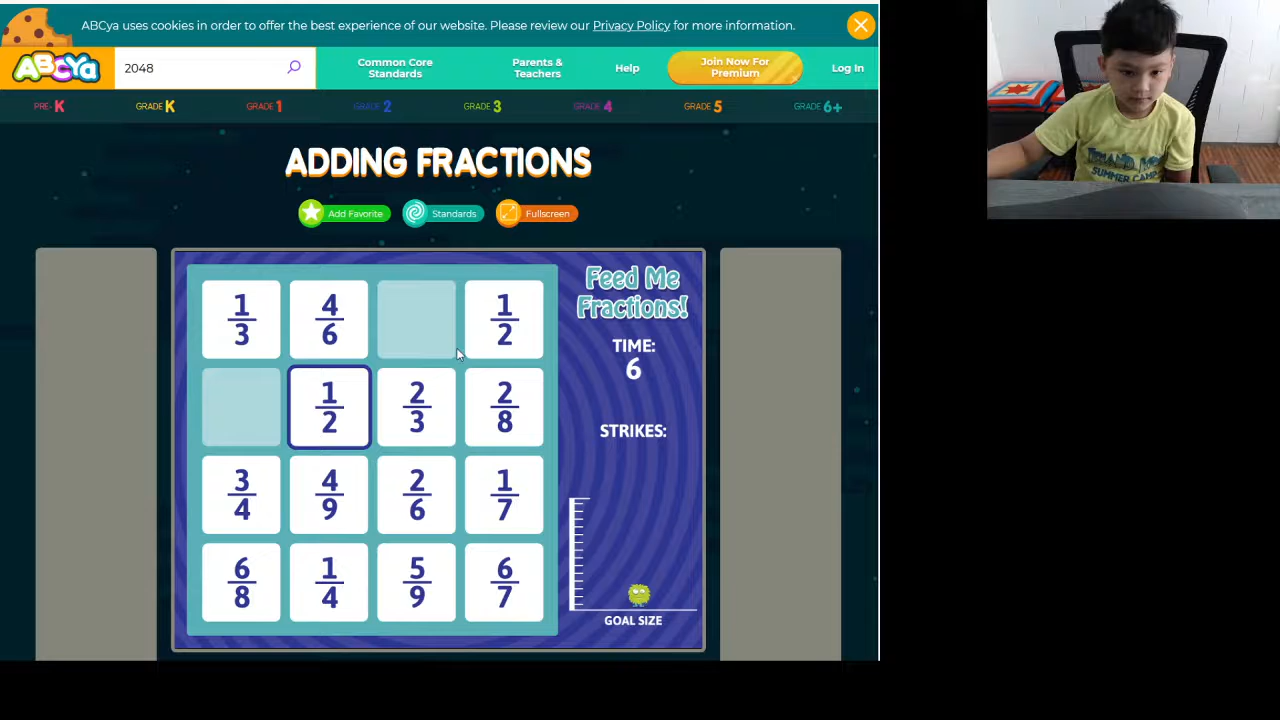 ABCya uses cookies in order to offer the best experience of our website. Please review our Privacy Policy for more information.
ABCYa
2048
Common Core
Standards
Parents &
Teachers
Help
Join Now For
Premium
Log In
PRE-K
GRADE K
GRADE 1
GRADE 2
GRADE 3
GRADE 4
GRADE 5
GRADE 6+
ADDING FRACTIONS
Add Favorite
Standards
Fullscreen
Feed Me
Fractions!
TIME:
6
STRIKES:
GOAL SIZE
1/3 4/6 1/2
1/2 2/3 2/8
3/4 4/9 2/6 1/7
6/8 1/4 5/9 6/7
SUMMER CAMP